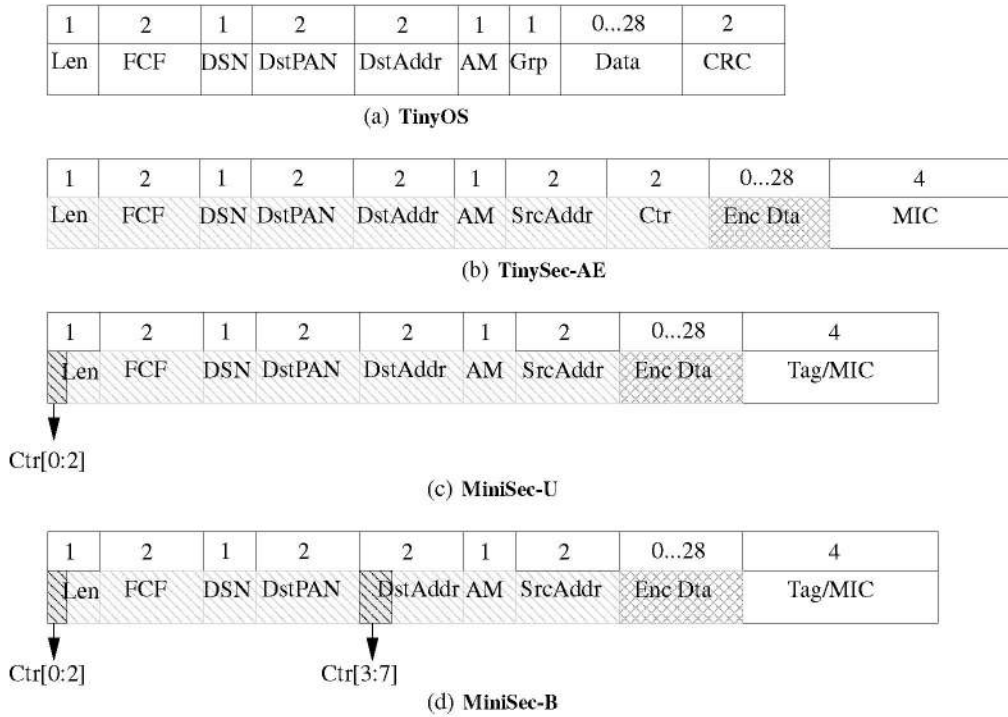 1 2 1 2 2 1 1 0...28 2
Len FCF DSN DstPAN DstAddr AM Grp Data CRC
(a) TinyOS
1 2 1 2 2 1 2 2 0...28 4
Len FCF DSN DstPAN DstAddr AM SrcAddr Ctr Enc Dta MIC
(b) TinySec-AE
1 2 1 2 2 1 2 0...28 4
Len FCF DSN DstPAN DstAddr AM SrcAddr Enc Dta Tag/MIC
Ctr[0:2]
(c) MiniSec-U
1 2 1 2 2 1 2 0...28 4
Len FCF DSN DstPAN DstAddr AM SrcAddr Enc Dta Tag/MIC
Ctr[0:2] Ctr[3:7]
(d) MiniSec-B